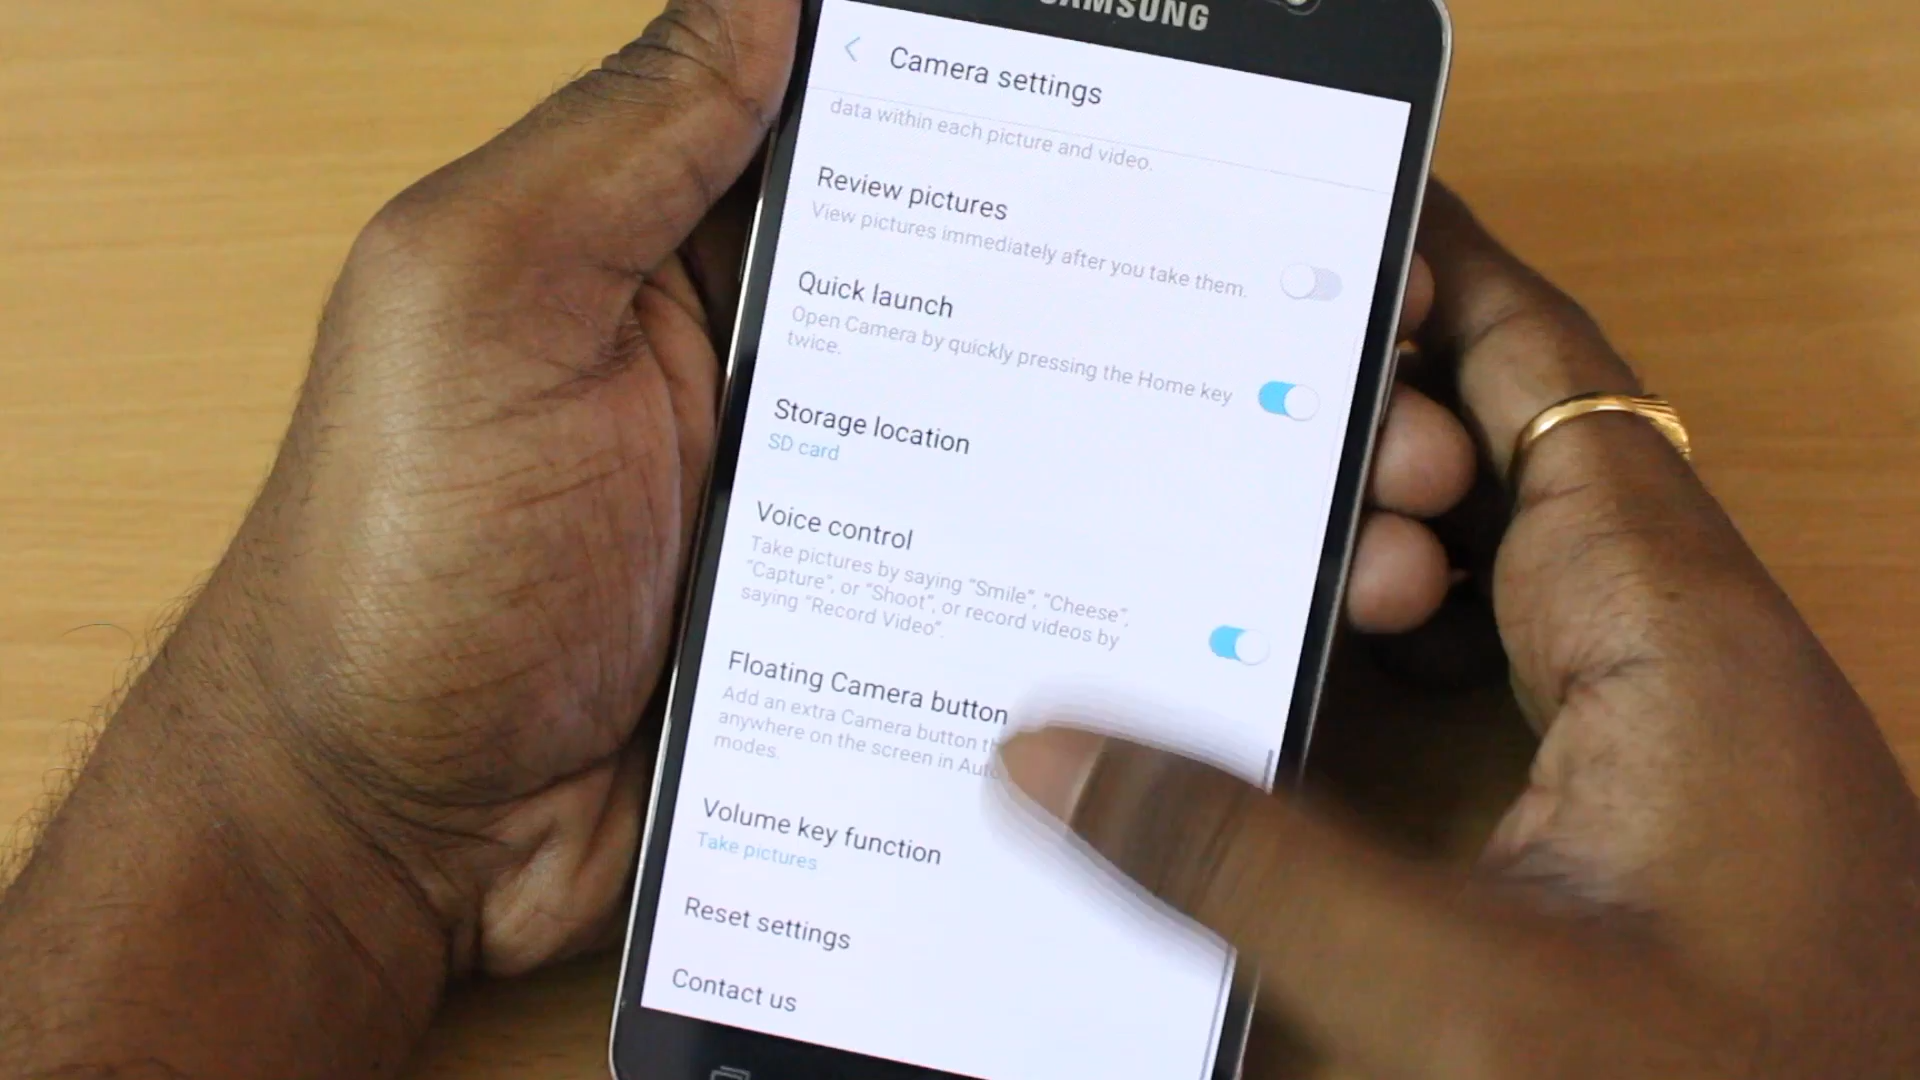 SAMSUNG
Camera settings
data within each picture and video.
Review pictures
View pictures immediately after you take them.
Quick launch
Open Camera by quickly pressing the Home key
twice.
Storage location
SD card
Voice control
Take pictures by saying “Smile”, “Cheese”,
“Capture”, or “Shoot”, or record videos by
saying “Record Video”.
Floating Camera button
Add an extra Camera button
anywhere on the screen in
modes.
Volume key function
Take pictures
Reset settings
Contact us